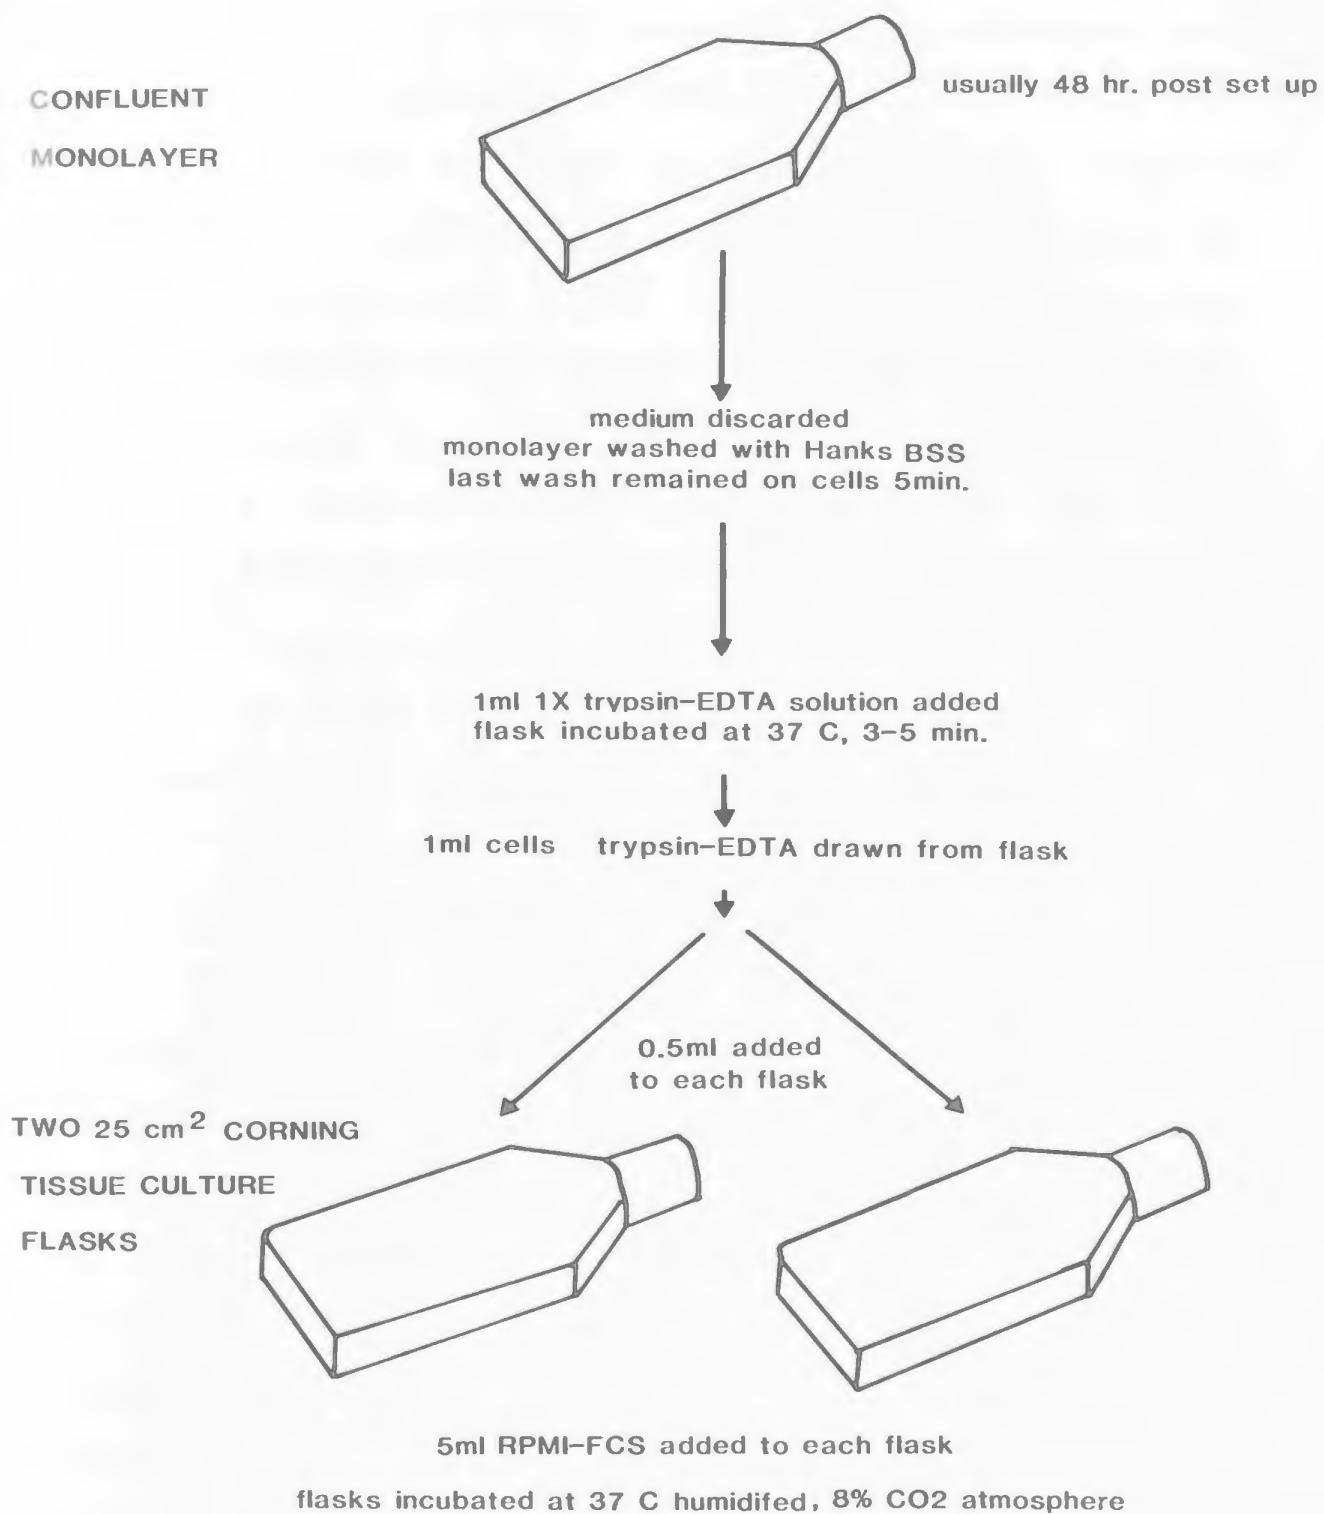 CONFLUENT
MONOLAYER
usually 48 hr. post set up
medium discarded
monolayer washed with Hanks BSS
last wash remained on cells 5min.
1ml 1X trypsin-EDTA solution added
flask incubated at 37 C, 3-5 min.
1ml cells trypsin-EDTA drawn from flask
0.5ml added
to each flask
TWO 25 cm² CORNING
TISSUE CULTURE
FLASKS
5ml RPMI-FCS added to each flask
flasks incubated at 37 C humidifed, 8% CO2 atmosphere